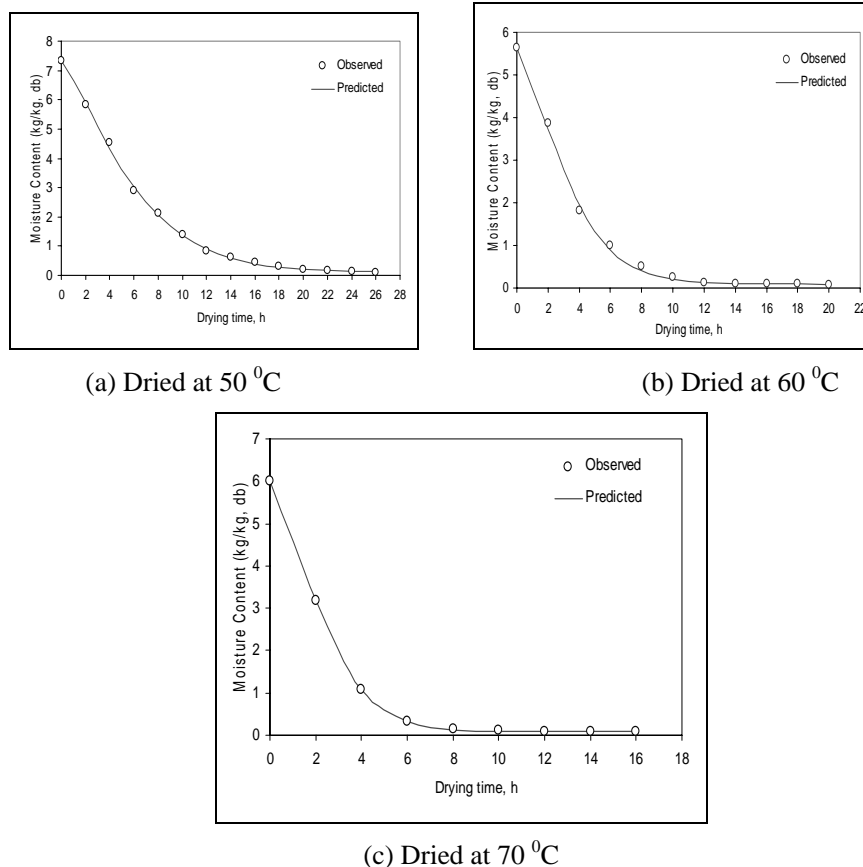 8
7
6
5
4
3
2
1
0
Moisture Content (kg/kg, db)
Observed
Predicted
0 2 4 6 8 10 12 14 16 18 20 22 24 26 28
Drying time, h
(a) Dried at 50 ⁰C
6
5
4
3
2
1
0
Moisture Content (kg/kg, db)
Observed
Predicted
0 2 4 6 8 10 12 14 16 18 20 22
Drying time, h
(b) Dried at 60 ⁰C
7
6
5
4
3
2
1
0
Moisture Content (kg/kg, db)
Observed
Predicted
0 2 4 6 8 10 12 14 16 18
Drying time, h
(c) Dried at 70 ⁰C